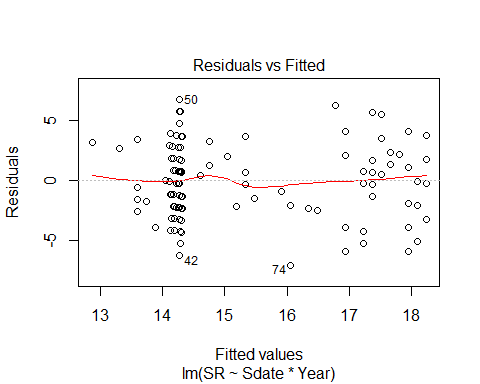 Residuals vs Fitted
Residuals
5
0
-5
50
42
74
13 14 15 16 17 18
Fitted values
lm(SR ~ Sdate * Year)